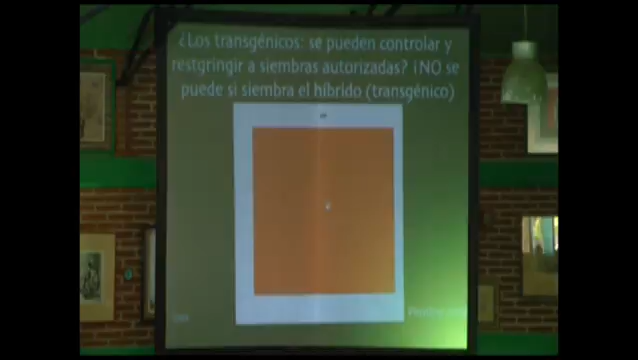 ¿Los transgénicos: se pueden controlar y
restgringir a siembras autorizadas? ¡NO se
puede si siembra el híbrido (transgénico)